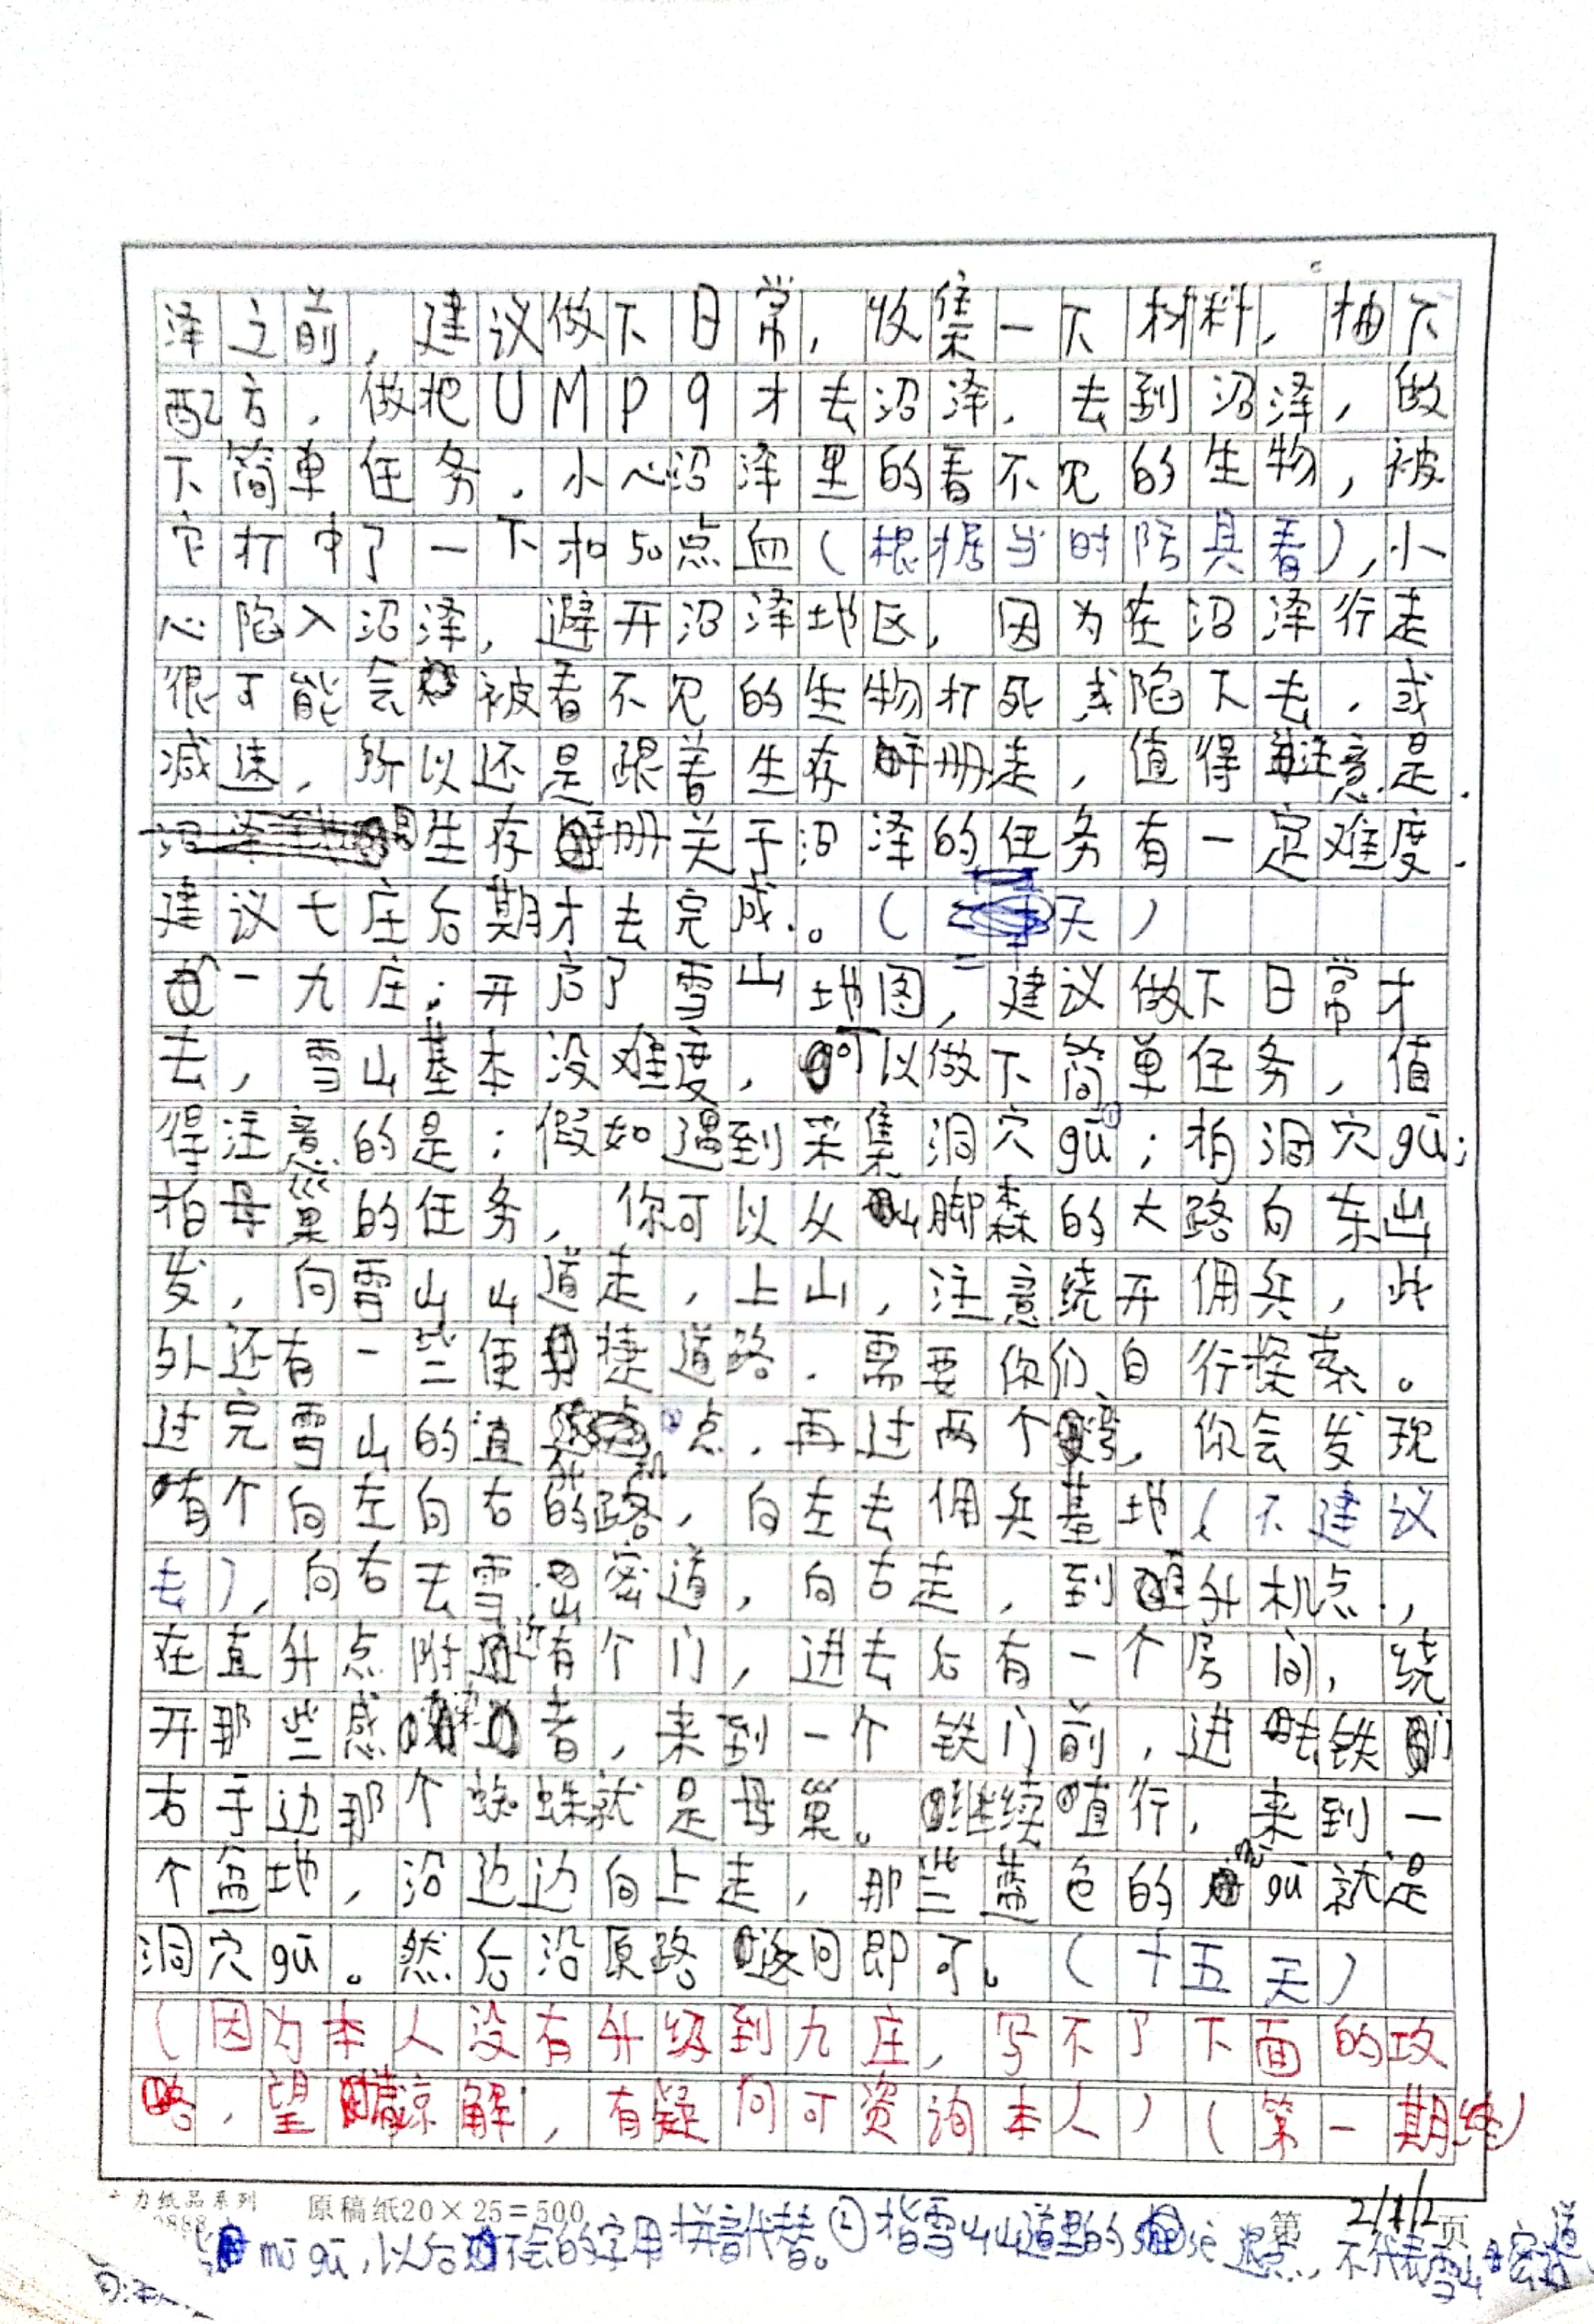 泽之前，建议做下日常，收集一下材料，抽下
配方，做把UMP9才去沼泽，去到沼泽，做
下简单任务，小心沼泽里的看不见的生物，被
它打中了一下扣50点血（根据当时防具看），小
心陷入沼泽，避开沼泽地区，因为在沼泽行走
很可能会被看不见的生物打死，或陷下去，或
减速，所以还是跟着生存手册走，值得注意是，
生存手册关于沼泽的任务有一定难度，
建议七庄后期才去完成。（二十天）
一九庄：开启了雪山地图，建议做下日常才
去，雪山基本没难度，可以做下简单任务，值
得注意的是：假如遇到采集洞穴gū①；拍洞穴gū；
拍母巢的任务，你可以从山脚森的大路向东出
发，向雪山山道走，上山，注意绕开佣兵，此
外还有一些便捷道路，需要你们自行探索。
过完雪山的直升机②点，再过两个弯，你会发现
有个向左向右的路，向左去佣兵基地（不建议
去），向右去雪山密道，向右走，到直升机点，
在直升点附近有个门，进去后有一个房间，绕
开那些感染者，来到一个铁门前，进去铁门
右手边那个蜘蛛就是母巢。继续直行，来到一
个盆地，沿边边向上走，那些蓝色的mó gū就是
洞穴gū。然后沿原路返回即可。（十五天）
（因为本人没有升级到九庄，写不了下面的攻
略，望请谅解，有疑问可资询本人）（第一期终）
力纸品系列 原稿纸20×25=500 第 2/2 页
mó gū，以后不会的字用拼音代替。②指雪山山道里的，不代表雪山密道